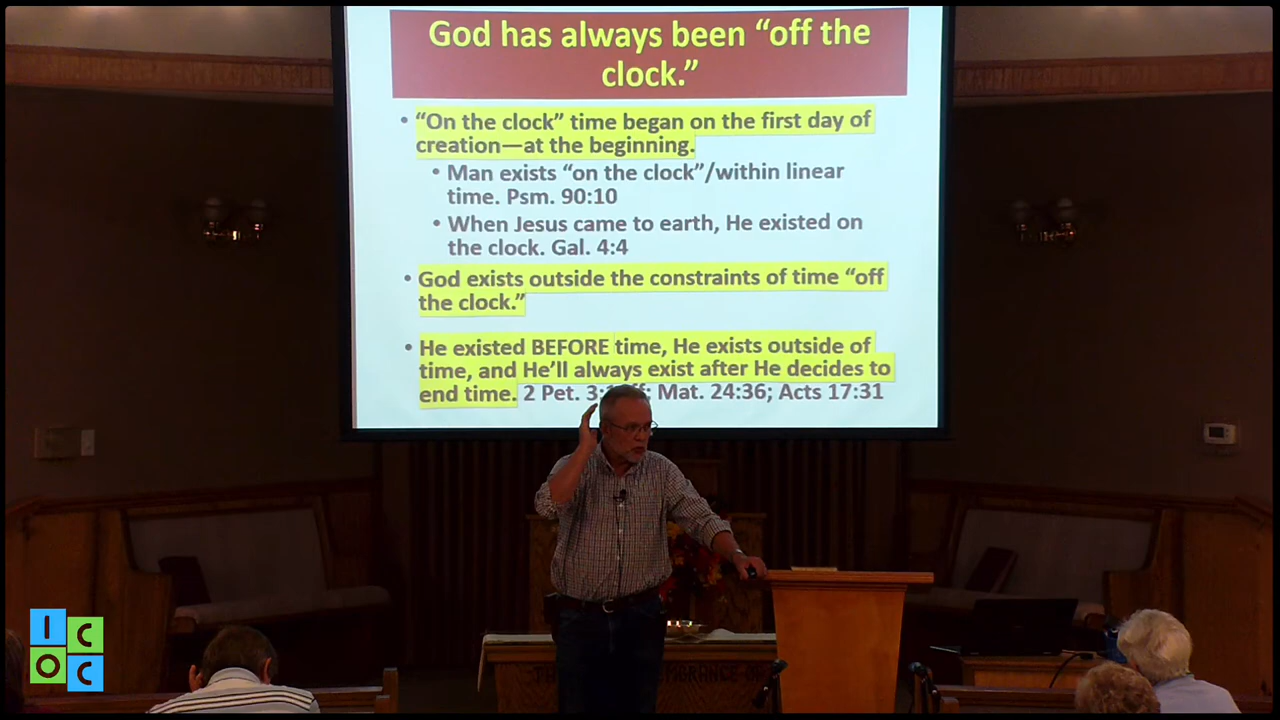 God has always been “off the
clock.”
• “On the clock” time began on the first day of
creation—at the beginning.
• Man exists “on the clock”/within linear
time. Psm. 90:10
• When Jesus came to earth, He existed on
the clock. Gal. 4:4
• God exists outside the constraints of time “off
the clock.”
• He existed BEFORE time, He exists outside of
time, and He’ll always exist after He decides to
end time. 2 Pet. Mat. 24:36; Acts 17:31
I C
O C